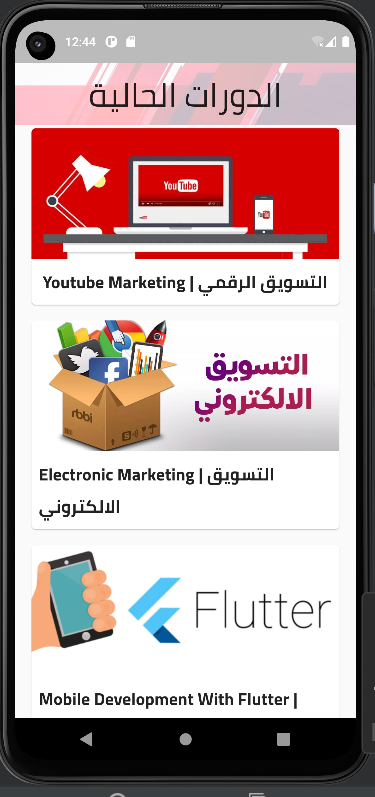 12:44
الدورات الحالية
YouTube
YouTube
التسويق الرقمي | Youtube Marketing
التسويق
الالكتروني
rbbi
Electronic Marketing | التسويق
الالكتروني
Flutter
Mobile Development With Flutter |